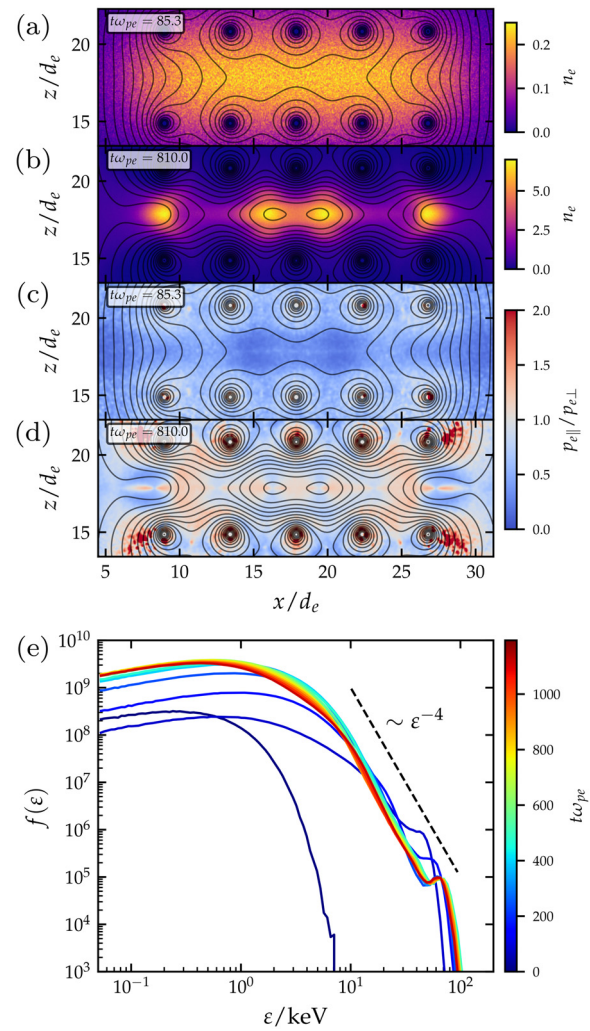 (a)
tω_pe = 85.3
z/d_e
20
15
0.2
0.1
0.0
n_e
(b)
tω_pe = 810.0
z/d_e
20
15
5.0
2.5
0.0
n_e
(c)
tω_pe = 85.3
z/d_e
20
15
(d)
tω_pe = 810.0
z/d_e
20
15
2.0
1.5
1.0
0.5
0.0
p_e∥/p_e⊥
5 10 15 20 25 30
x/d_e
(e)
10^10
10^9
10^8
10^7
10^6
10^5
10^4
10^3
f(ε)
~ ε^−4
10^−1 10^0 10^1 10^2
ε/keV
1000
800
600
400
200
0
tω_pe